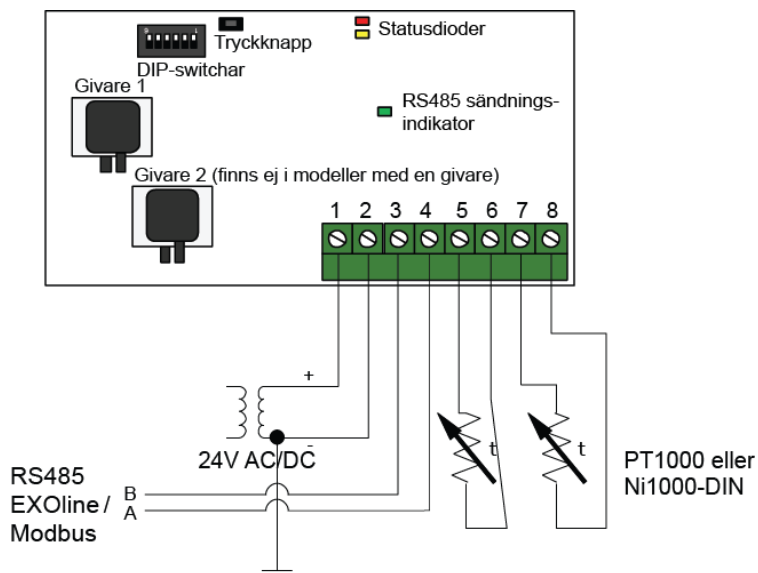 Statusdioder
Tryckknapp
DIP-switchar
Givare 1
RS485 sändnings-
indikator
Givare 2 (finns ej i modeller med en givare)
1 2 3 4 5 6 7 8
+
-
24V AC/DC
t
t
PT1000 eller
Ni1000-DIN
RS485
EXOline /
Modbus
B
A